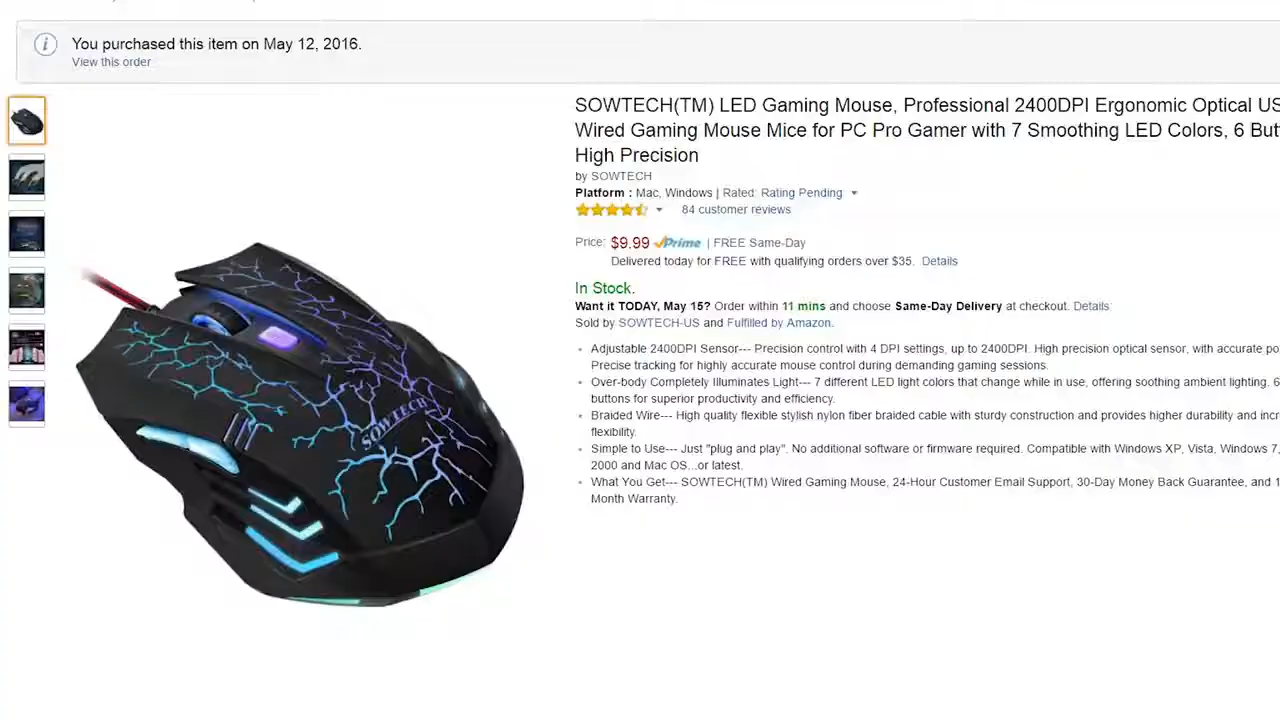 You purchased this item on May 12, 2016.
View this order
SOWTECH(TM) LED Gaming Mouse, Professional 2400DPI Ergonomic Optical US
Wired Gaming Mouse Mice for PC Pro Gamer with 7 Smoothing LED Colors, 6 But
High Precision
by SOWTECH
Platform : Mac, Windows | Rated: Rating Pending
84 customer reviews
Price: $9.99 Prime | FREE Same-Day
Delivered today for FREE with qualifying orders over $35. Details
In Stock.
Want it TODAY, May 15? Order within 11 mins and choose Same-Day Delivery at checkout. Details
Sold by SOWTECH-US and Fulfilled by Amazon.
Adjustable 2400DPI Sensor--- Precision control with 4 DPI settings, up to 2400DPI. High precision optical sensor, with accurate po
Precise tracking for highly accurate mouse control during demanding gaming sessions.
Over-body Completely Illuminates Light--- 7 different LED light colors that change while in use, offering soothing ambient lighting. 6
buttons for superior productivity and efficiency.
Braided Wire--- High quality flexible stylish nylon fiber braided cable with sturdy construction and provides higher durability and incr
flexibility.
Simple to Use--- Just "plug and play". No additional software or firmware required. Compatible with Windows XP, Vista, Windows 7,
2000 and Mac OS...or latest.
What You Get--- SOWTECH(TM) Wired Gaming Mouse, 24-Hour Customer Email Support, 30-Day Money Back Guarantee, and 1
Month Warranty.
SOWTECH